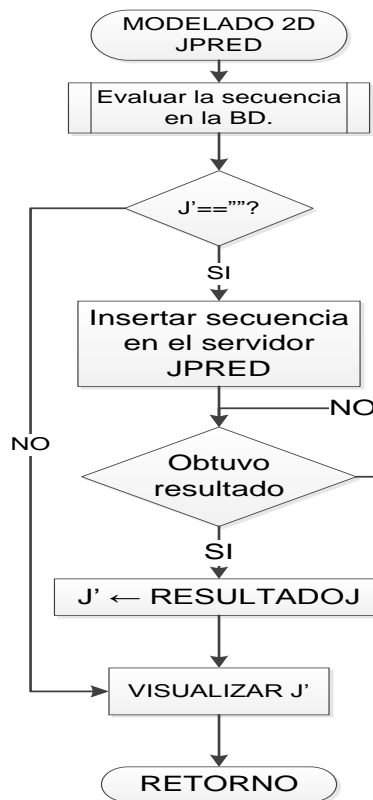 MODELADO 2D
JPRED
Evaluar la secuencia
en la BD.
J'==""?
SI
Insertar secuencia
en el servidor
JPRED
NO
NO
Obtuvo
resultado
SI
J' ← RESULTADOJ
VISUALIZAR J'
RETORNO